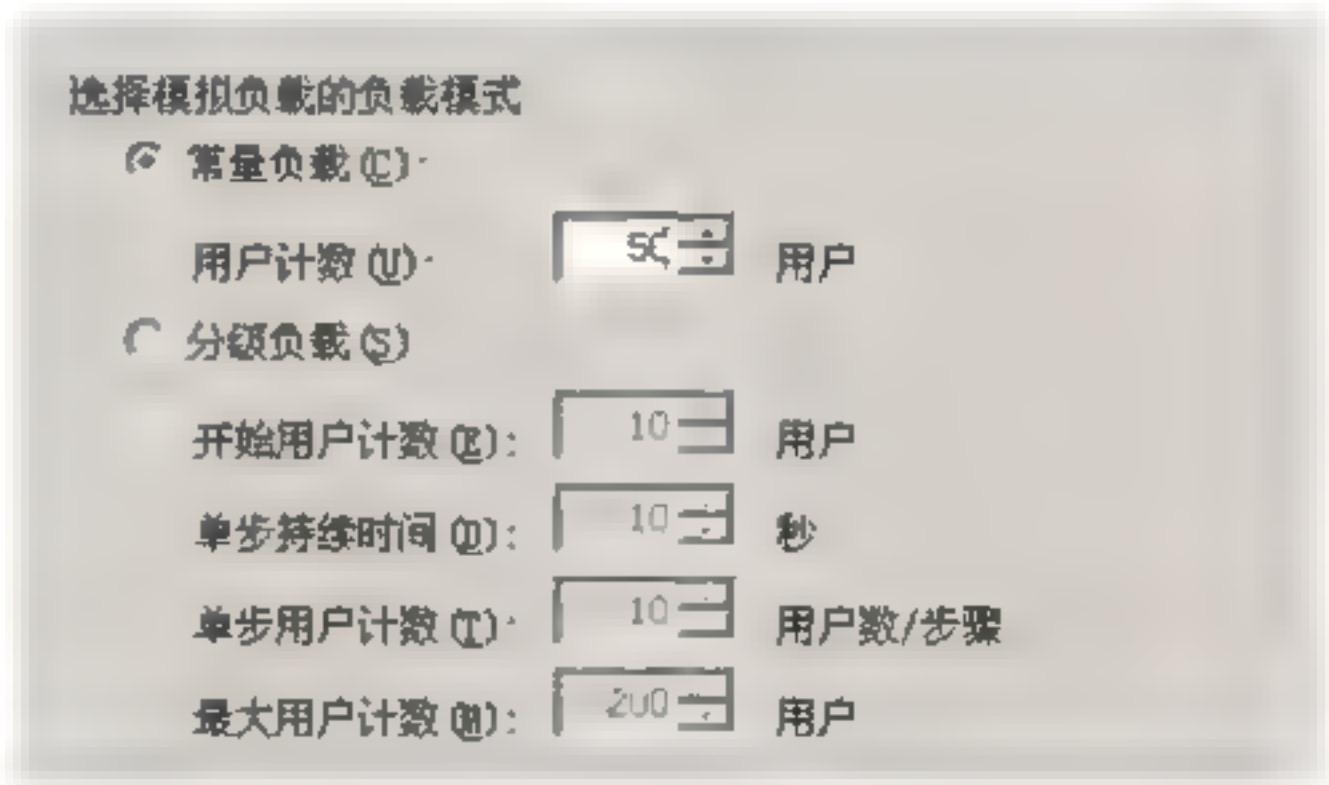 选择模拟负载的负载模式
常量负载(C):
用户计数(U): 50 用户
分级负载(S)
开始用户计数(E): 10 用户
单步持续时间(D): 10 秒
单步用户计数(T): 10 用户数/步骤
最大用户计数(M): 200 用户